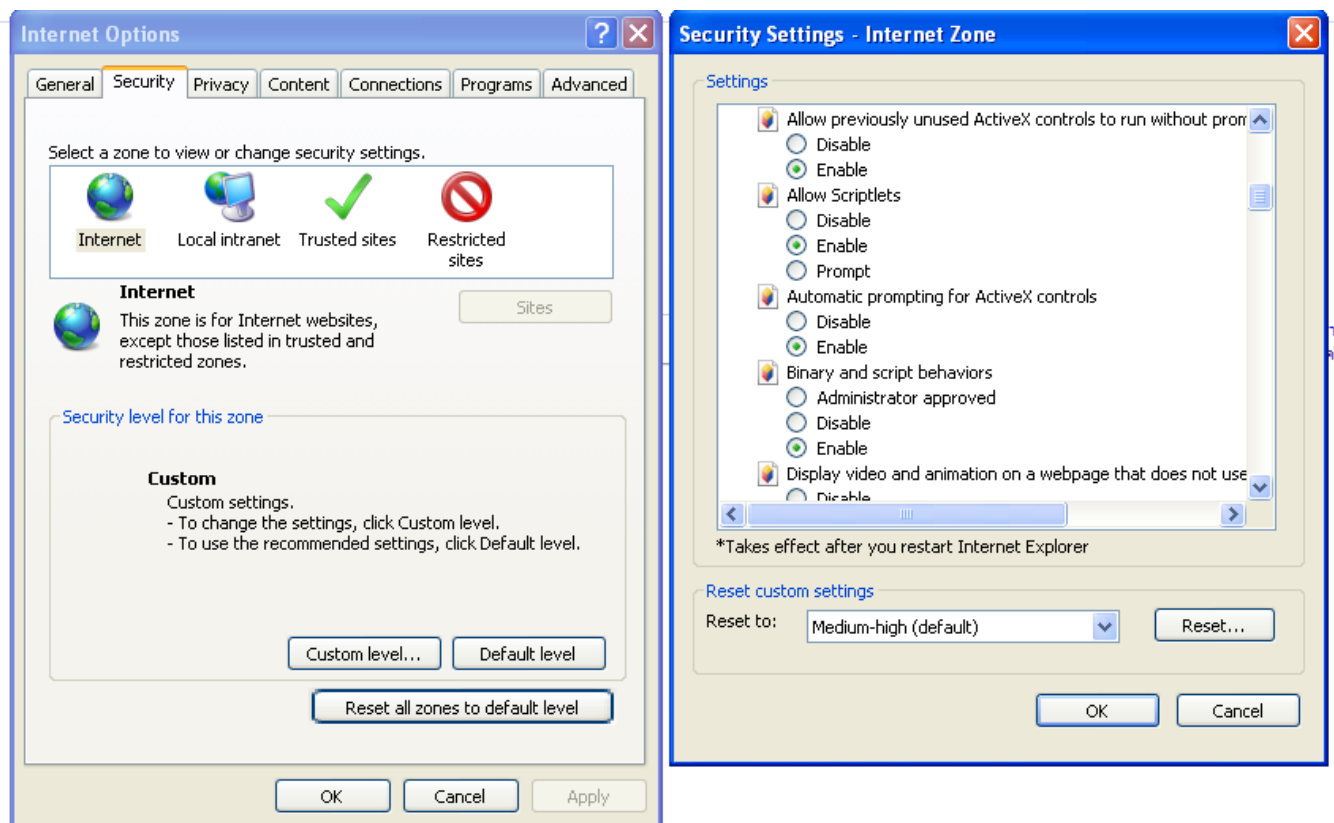 Internet Options
General Security Privacy Content Connections Programs Advanced
Select a zone to view or change security settings.
Internet Local intranet Trusted sites Restricted
sites
Internet
Sites
This zone is for Internet websites,
except those listed in trusted and
restricted zones.
Security level for this zone
Custom
Custom settings.
- To change the settings, click Custom level.
- To use the recommended settings, click Default level.
Custom level... Default level
Reset all zones to default level
OK Cancel Apply
Security Settings - Internet Zone
Settings
Allow previously unused ActiveX controls to run without prom
Disable
Enable
Allow Scriptlets
Disable
Enable
Prompt
Automatic prompting for ActiveX controls
Disable
Enable
Binary and script behaviors
Administrator approved
Disable
Enable
Display video and animation on a webpage that does not use
Disable
*Takes effect after you restart Internet Explorer
Reset custom settings
Reset to: Medium-high (default) Reset...
OK Cancel